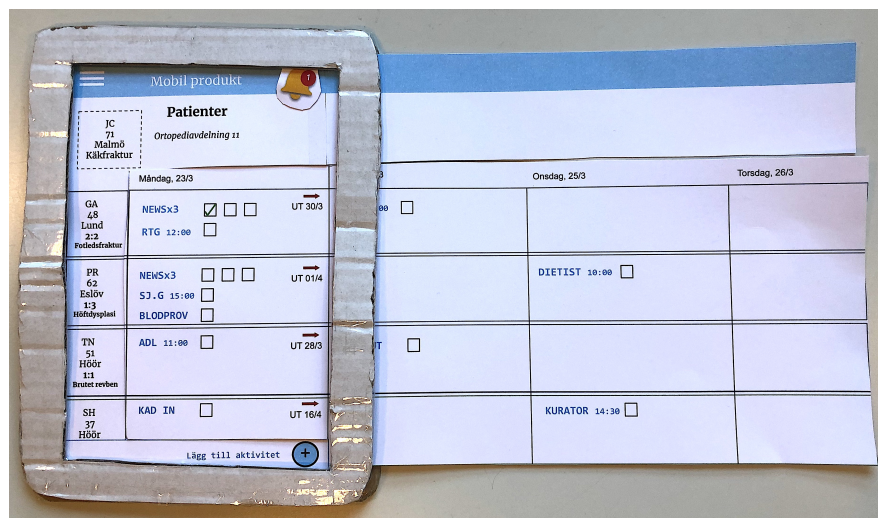 Mobil produkt
1
Patienter
Ortopediavdelning 11
JC
71
Malmö
Käkfraktur
Måndag, 23/3
3
Onsdag, 25/3
Torsdag, 26/3
GA
48
Lund
2:2
Fotledsfraktur
NEWSx3
UT 30/3
RTG 12:00
00
PR
62
Eslöv
1:3
Höftdysplasi
NEWSx3
UT 01/4
SJ.G 15:00
BLODPROV
DIETIST 10:00
TN
51
Höör
1:1
Brutet revben
ADL 11:00
UT 28/3
T
SH
37
Höör
KAD IN
UT 16/4
KURATOR 14:30
Lägg till aktivitet
+